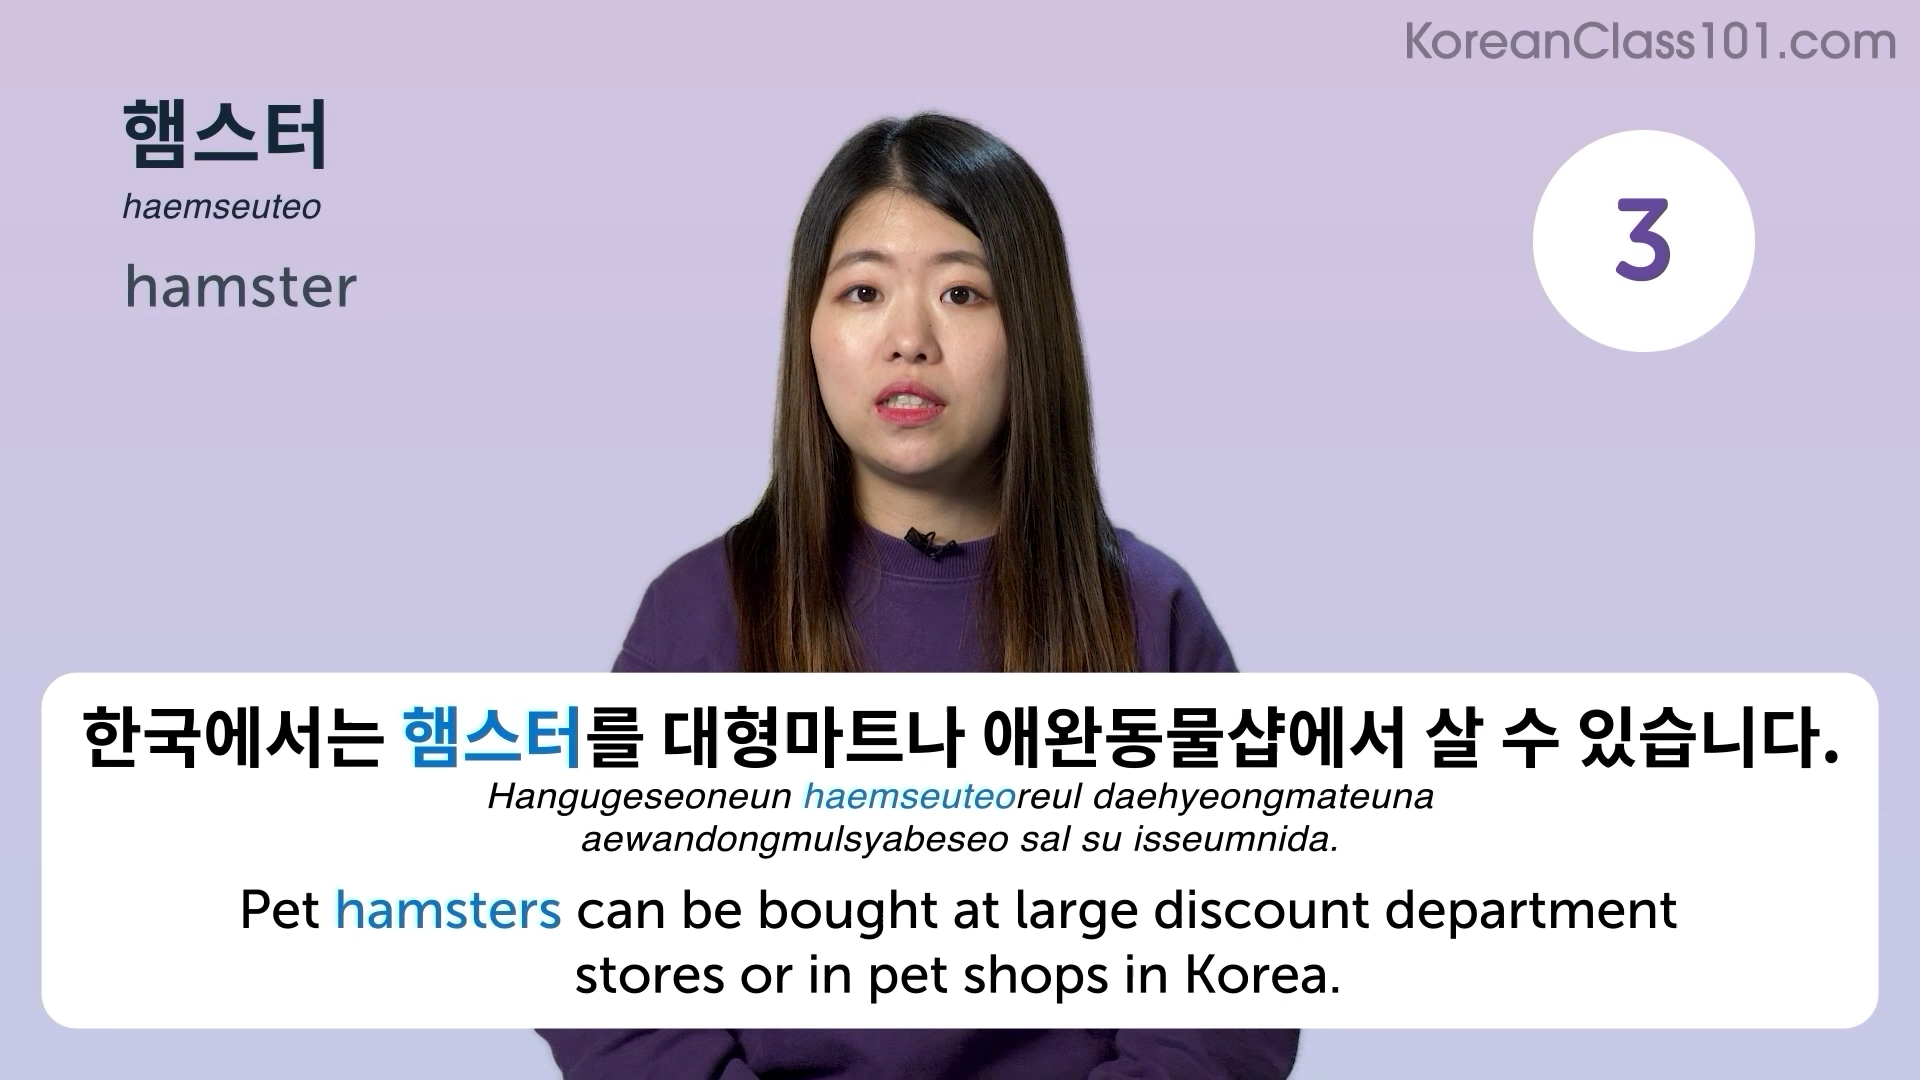 KoreanClass101.com
햄스터
haemseuteo
hamster
3
한국에서는 햄스터를 대형마트나 애완동물샵에서 살 수 있습니다.
Hangugeseoneun haemseuteoreul daehyeongmateuna
aewandongmulsyabeseo sal su isseumnida.
Pet hamsters can be bought at large discount department
stores or in pet shops in Korea.